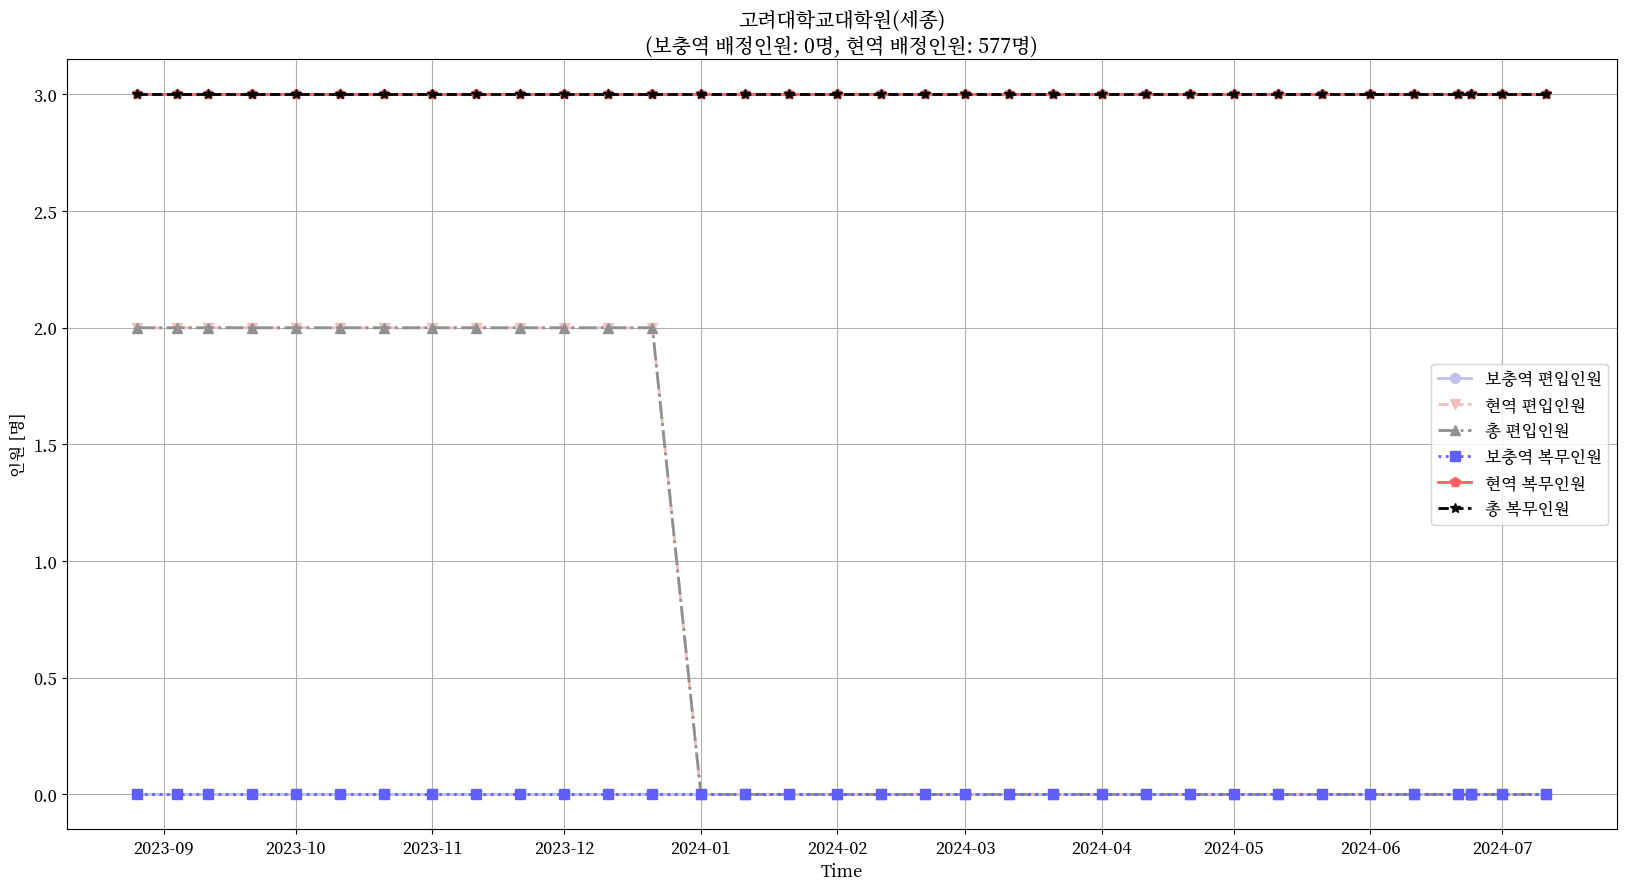 고려대학교대학원(세종)
(보충역 배정인원: 0명, 현역 배정인원: 577명)
인원 [명]
3.0
2.5
2.0
1.5
1.0
0.5
0.0
보충역 편입인원
현역 편입인원
총 편입인원
보충역 복무인원
현역 복무인원
총 복무인원
2023-09 2023-10 2023-11 2023-12 2024-01 2024-02 2024-03 2024-04 2024-05 2024-06 2024-07
Time